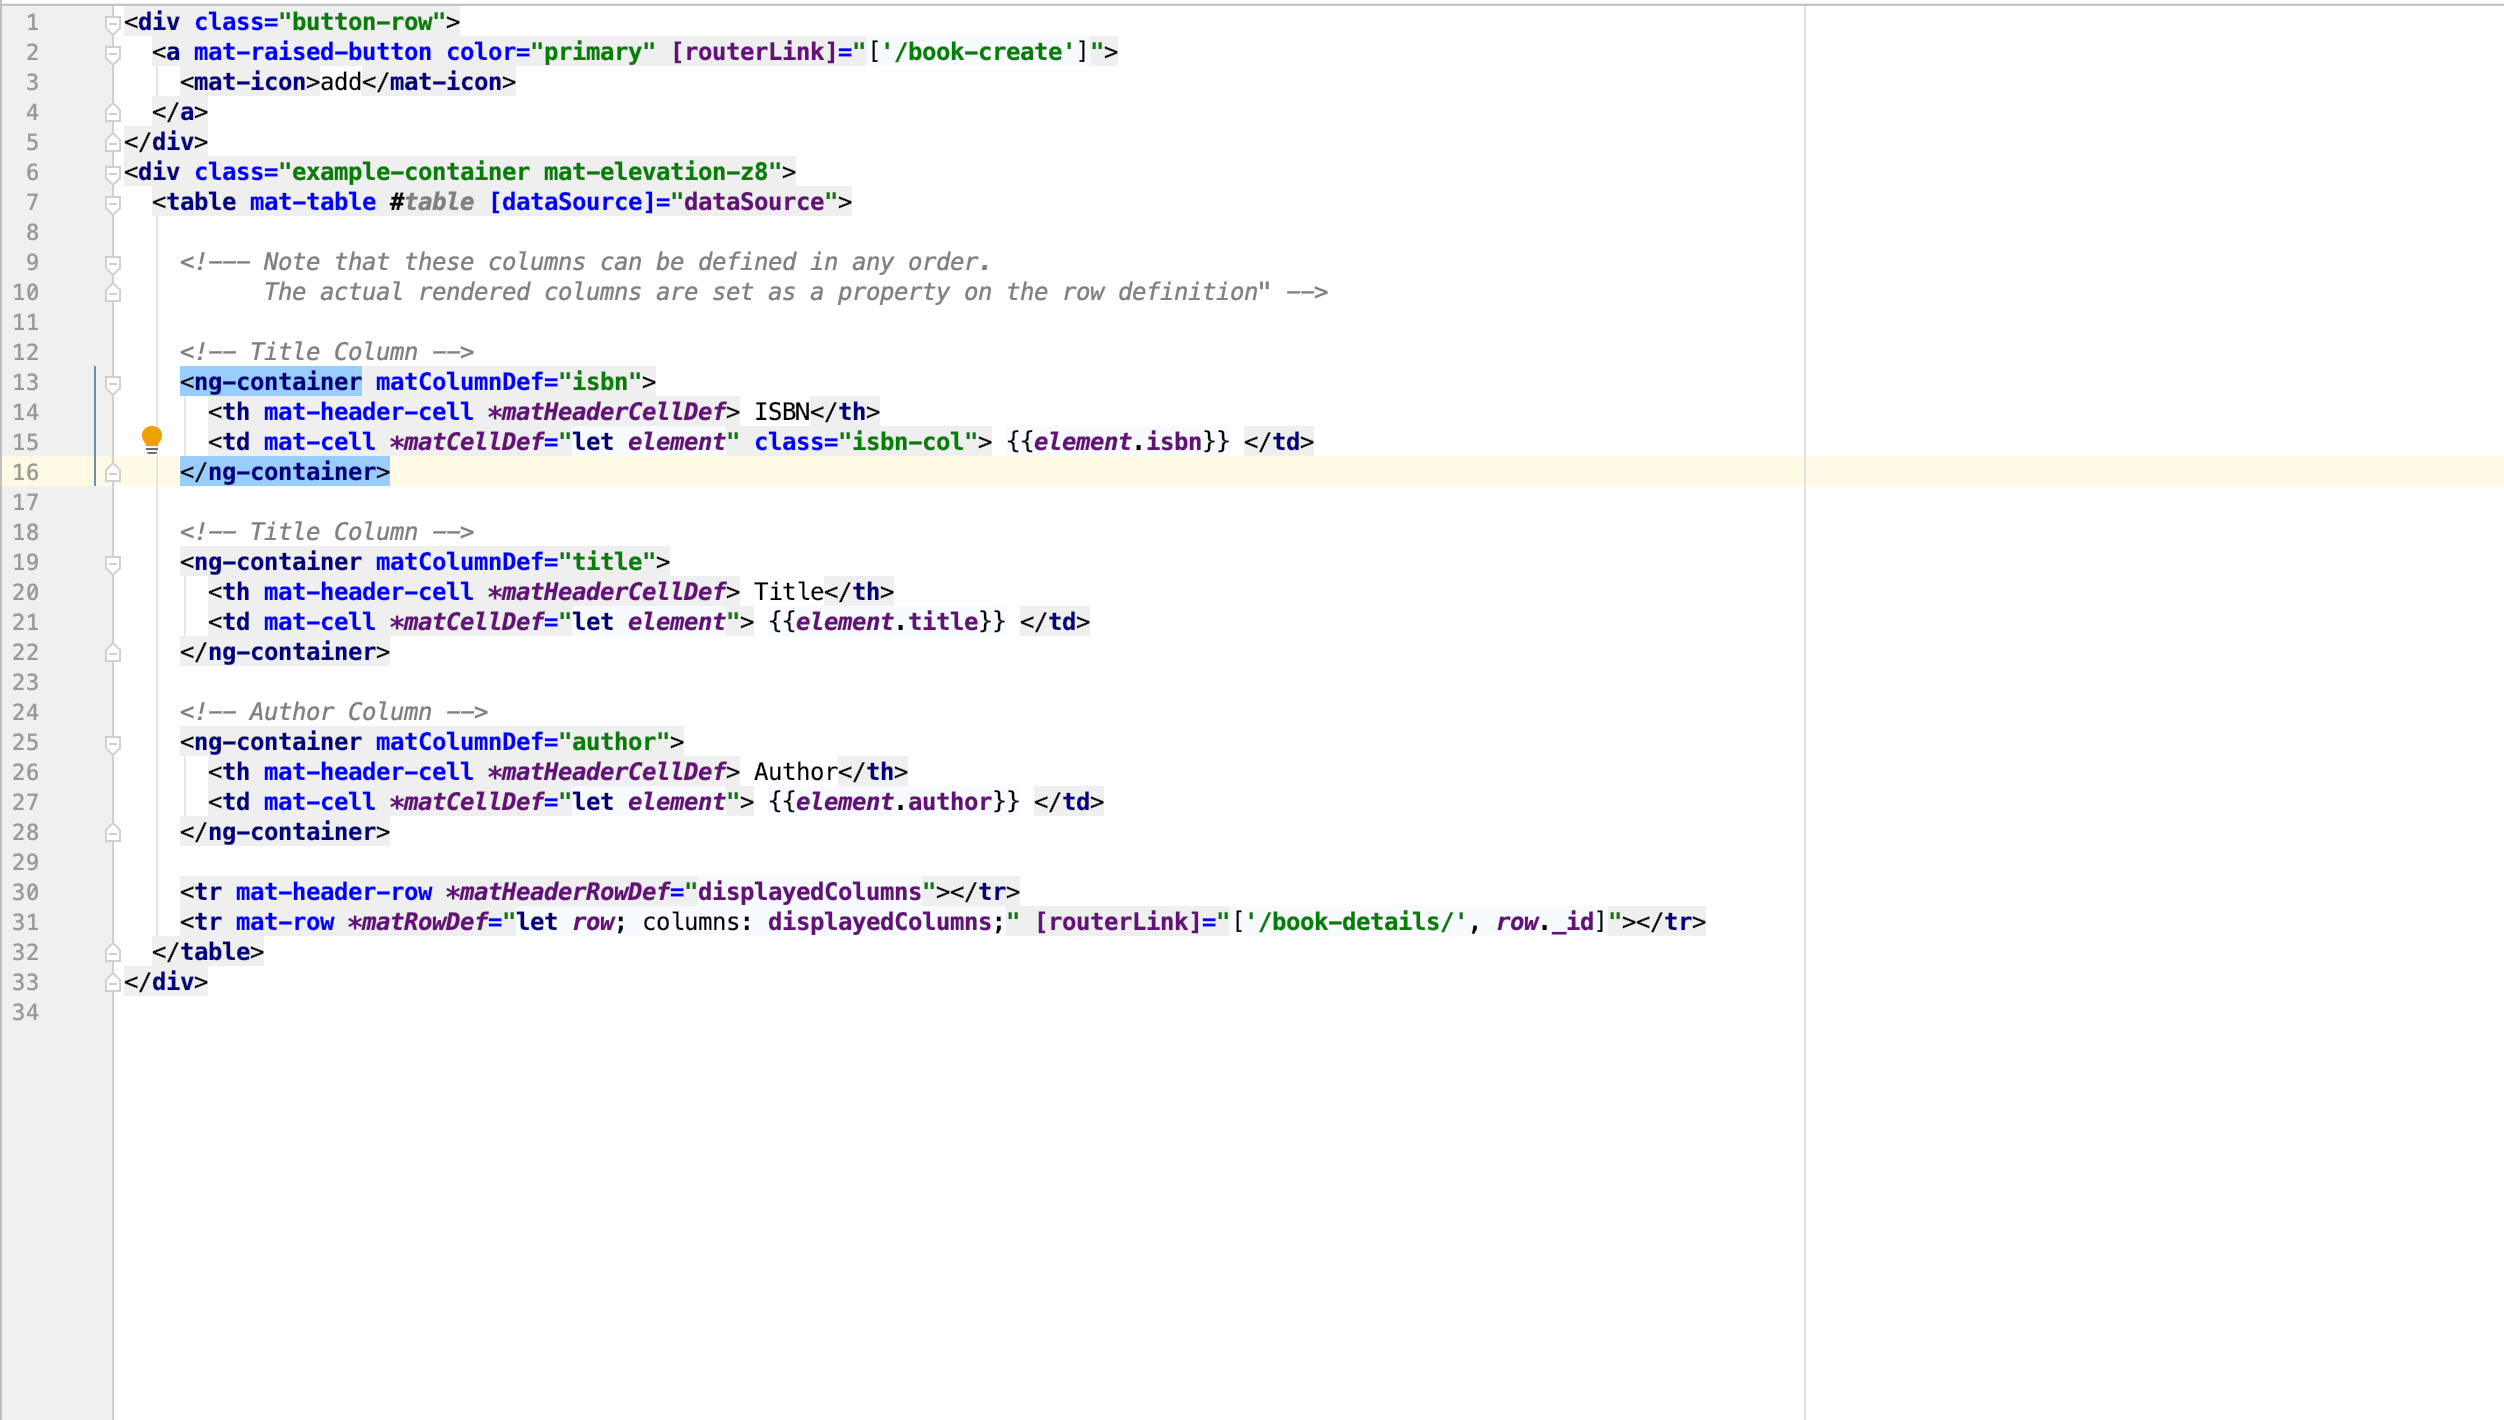 1 <div class="button-row">
2   <a mat-raised-button color="primary" [routerLink]="['/book-create']">
3     <mat-icon>add</mat-icon>
4   </a>
5 </div>
6 <div class="example-container mat-elevation-z8">
7   <table mat-table #table [dataSource]="dataSource">
8
9     <!--- Note that these columns can be defined in any order.
10           The actual rendered columns are set as a property on the row definition" -->
11
12     <!-- Title Column -->
13     <ng-container matColumnDef="isbn">
14       <th mat-header-cell *matHeaderCellDef> ISBN</th>
15       <td mat-cell *matCellDef="let element" class="isbn-col"> {{element.isbn}} </td>
16     </ng-container>
17
18     <!-- Title Column -->
19     <ng-container matColumnDef="title">
20       <th mat-header-cell *matHeaderCellDef> Title</th>
21       <td mat-cell *matCellDef="let element"> {{element.title}} </td>
22     </ng-container>
23
24     <!-- Author Column -->
25     <ng-container matColumnDef="author">
26       <th mat-header-cell *matHeaderCellDef> Author</th>
27       <td mat-cell *matCellDef="let element"> {{element.author}} </td>
28     </ng-container>
29
30     <tr mat-header-row *matHeaderRowDef="displayedColumns"></tr>
31     <tr mat-row *matRowDef="let row; columns: displayedColumns;" [routerLink]="['/book-details/', row._id]"></tr>
32   </table>
33 </div>
34